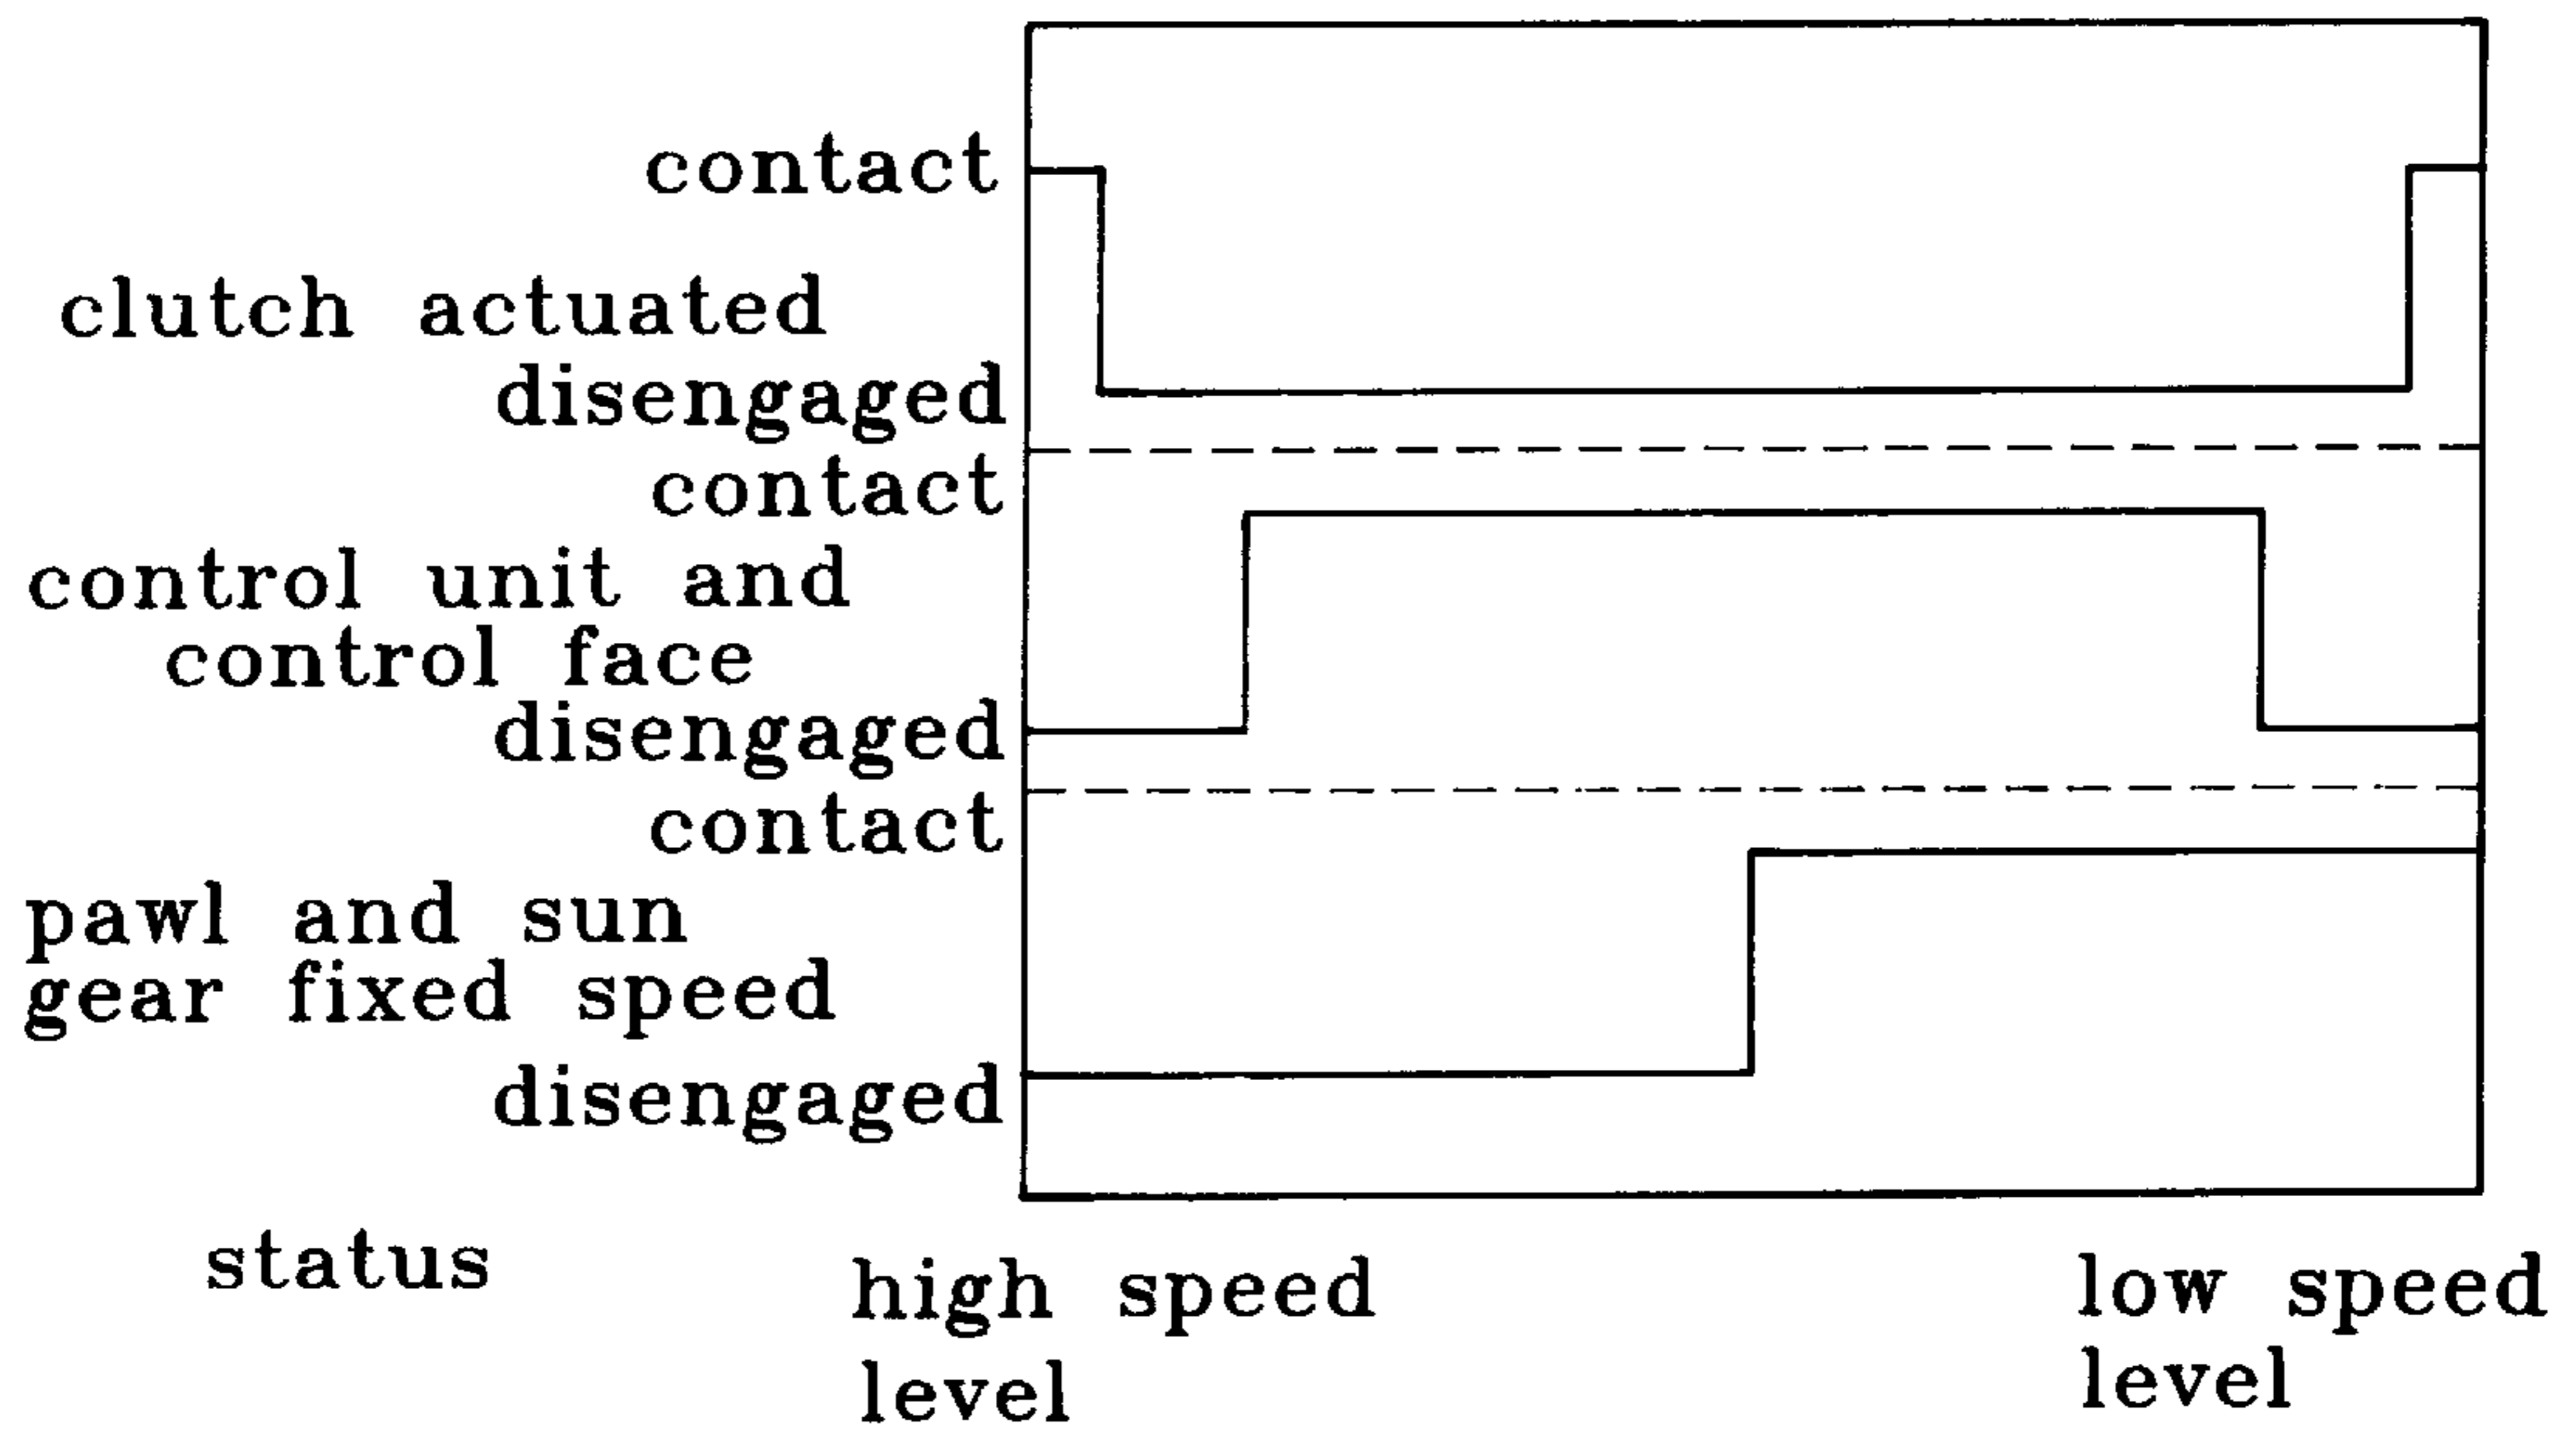 contact
clutch actuated
disengaged
contact
control unit and
control face
disengaged
contact
pawl and sun
gear fixed speed
disengaged
status
high speed
level
low speed
level